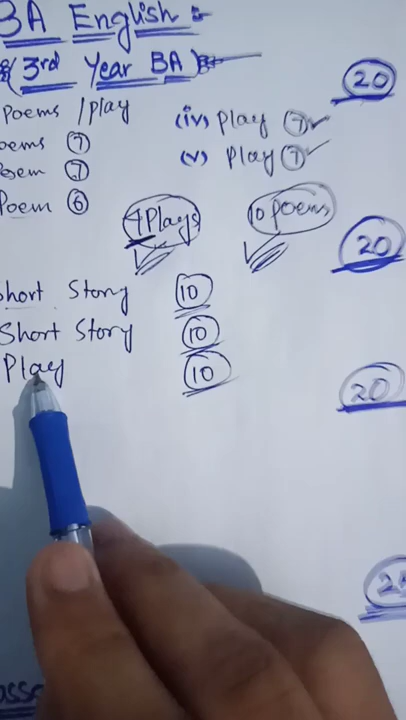 BA English :-
(3rd Year BA)
20
Poems / play
(iv) Play 7 ✓
oems 7
(v) Play 7 ✓
oem 7
Poem 6
4 Plays
10 poems
20
Short Story 10
Short Story 10
Play 10
20